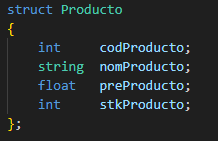 struct Producto
{
    int     codProducto;
    string  nomProducto;
    float   preProducto;
    int     stkProducto;
};